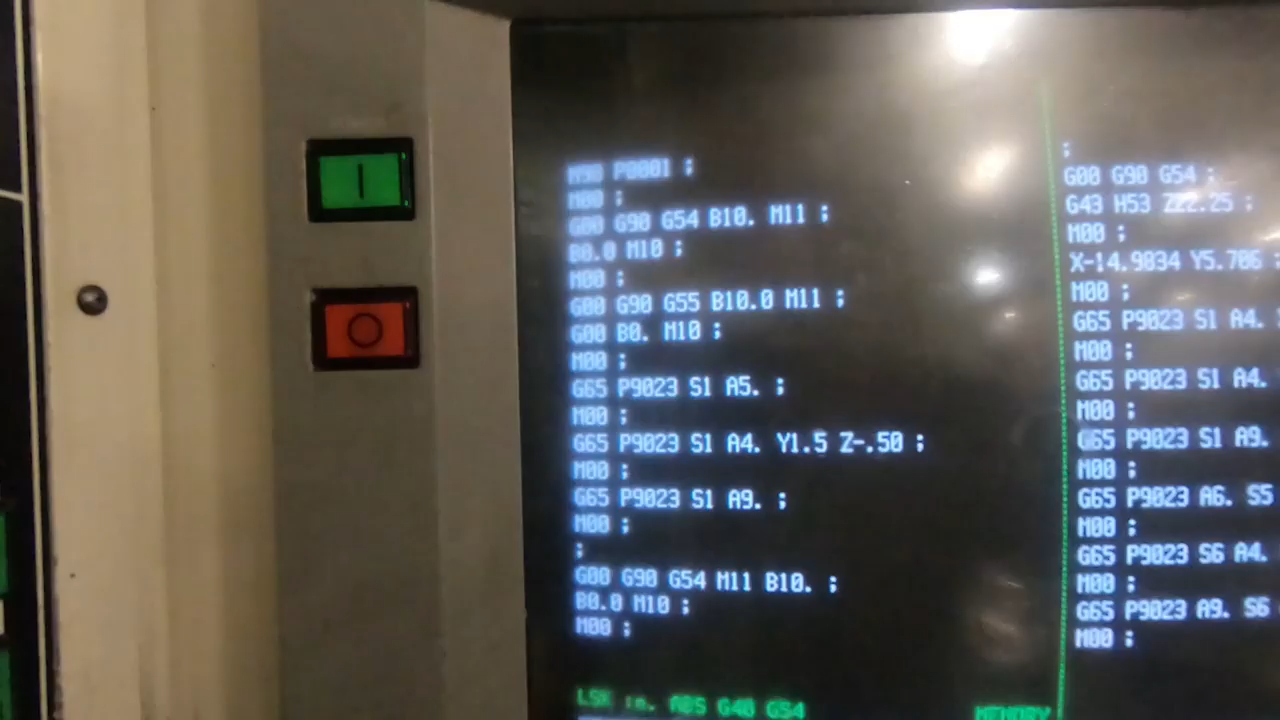 M98 P0001 ;
M00 ;
G00 G90 G54 B10. M11 ;
B0.0 M10 ;
M00 ;
G00 G90 G55 B10.0 M11 ;
G00 B0. M10 ;
M00 ;
G65 P9023 S1 A5. ;
M00 ;
G65 P9023 S1 A4. Y1.5 Z-.50 ;
M00 ;
G65 P9023 S1 A9. ;
M00 ;
;
G00 G90 G54 M11 B10. ;
B0.0 M10 ;
M00 ;
;
G00 G90 G54 ;
G43 H53 Z22.25 ;
M00 ;
X-14.9834 Y5.706 ;
M00 ;
G65 P9023 S1 A4.
M00 ;
G65 P9023 S1 A4.
M00 ;
G65 P9023 S1 A9.
M00 ;
G65 P9023 A6. S5
M00 ;
G65 P9023 S6 A4.
M00 ;
G65 P9023 A9. S6
M00 ;
LSK in. ABS G40 G54
MEMORY